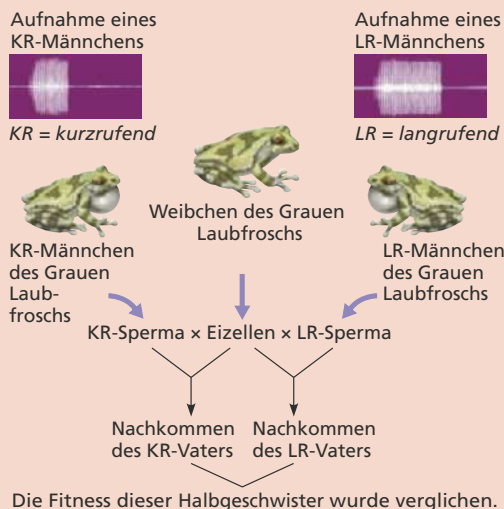 Aufnahme eines
KR-Männchens
KR = kurzrufend
Aufnahme eines
LR-Männchens
LR = langrufend
Weibchen des Grauen
Laubfroschs
KR-Männchen
des Grauen
Laub-
froschs
LR-Männchen
des Grauen
Laubfroschs
KR-Sperma × Eizellen × LR-Sperma
Nachkommen
des KR-Vaters
Nachkommen
des LR-Vaters
Die Fitness dieser Halbgeschwister wurde verglichen.